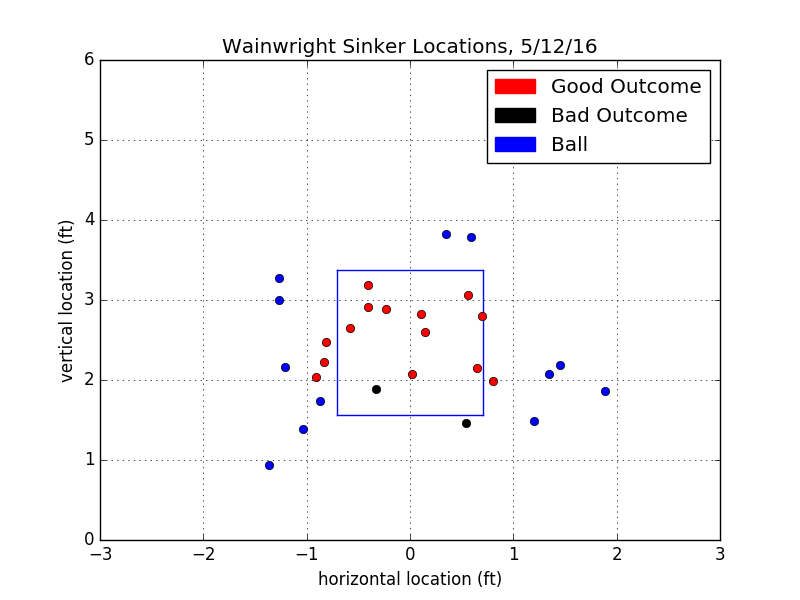 Wainwright Sinker Locations, 5/12/16
6
5
4
3
2
1
0
vertical location (ft)
Good Outcome
Bad Outcome
Ball
−3 −2 −1 0 1 2 3
horizontal location (ft)